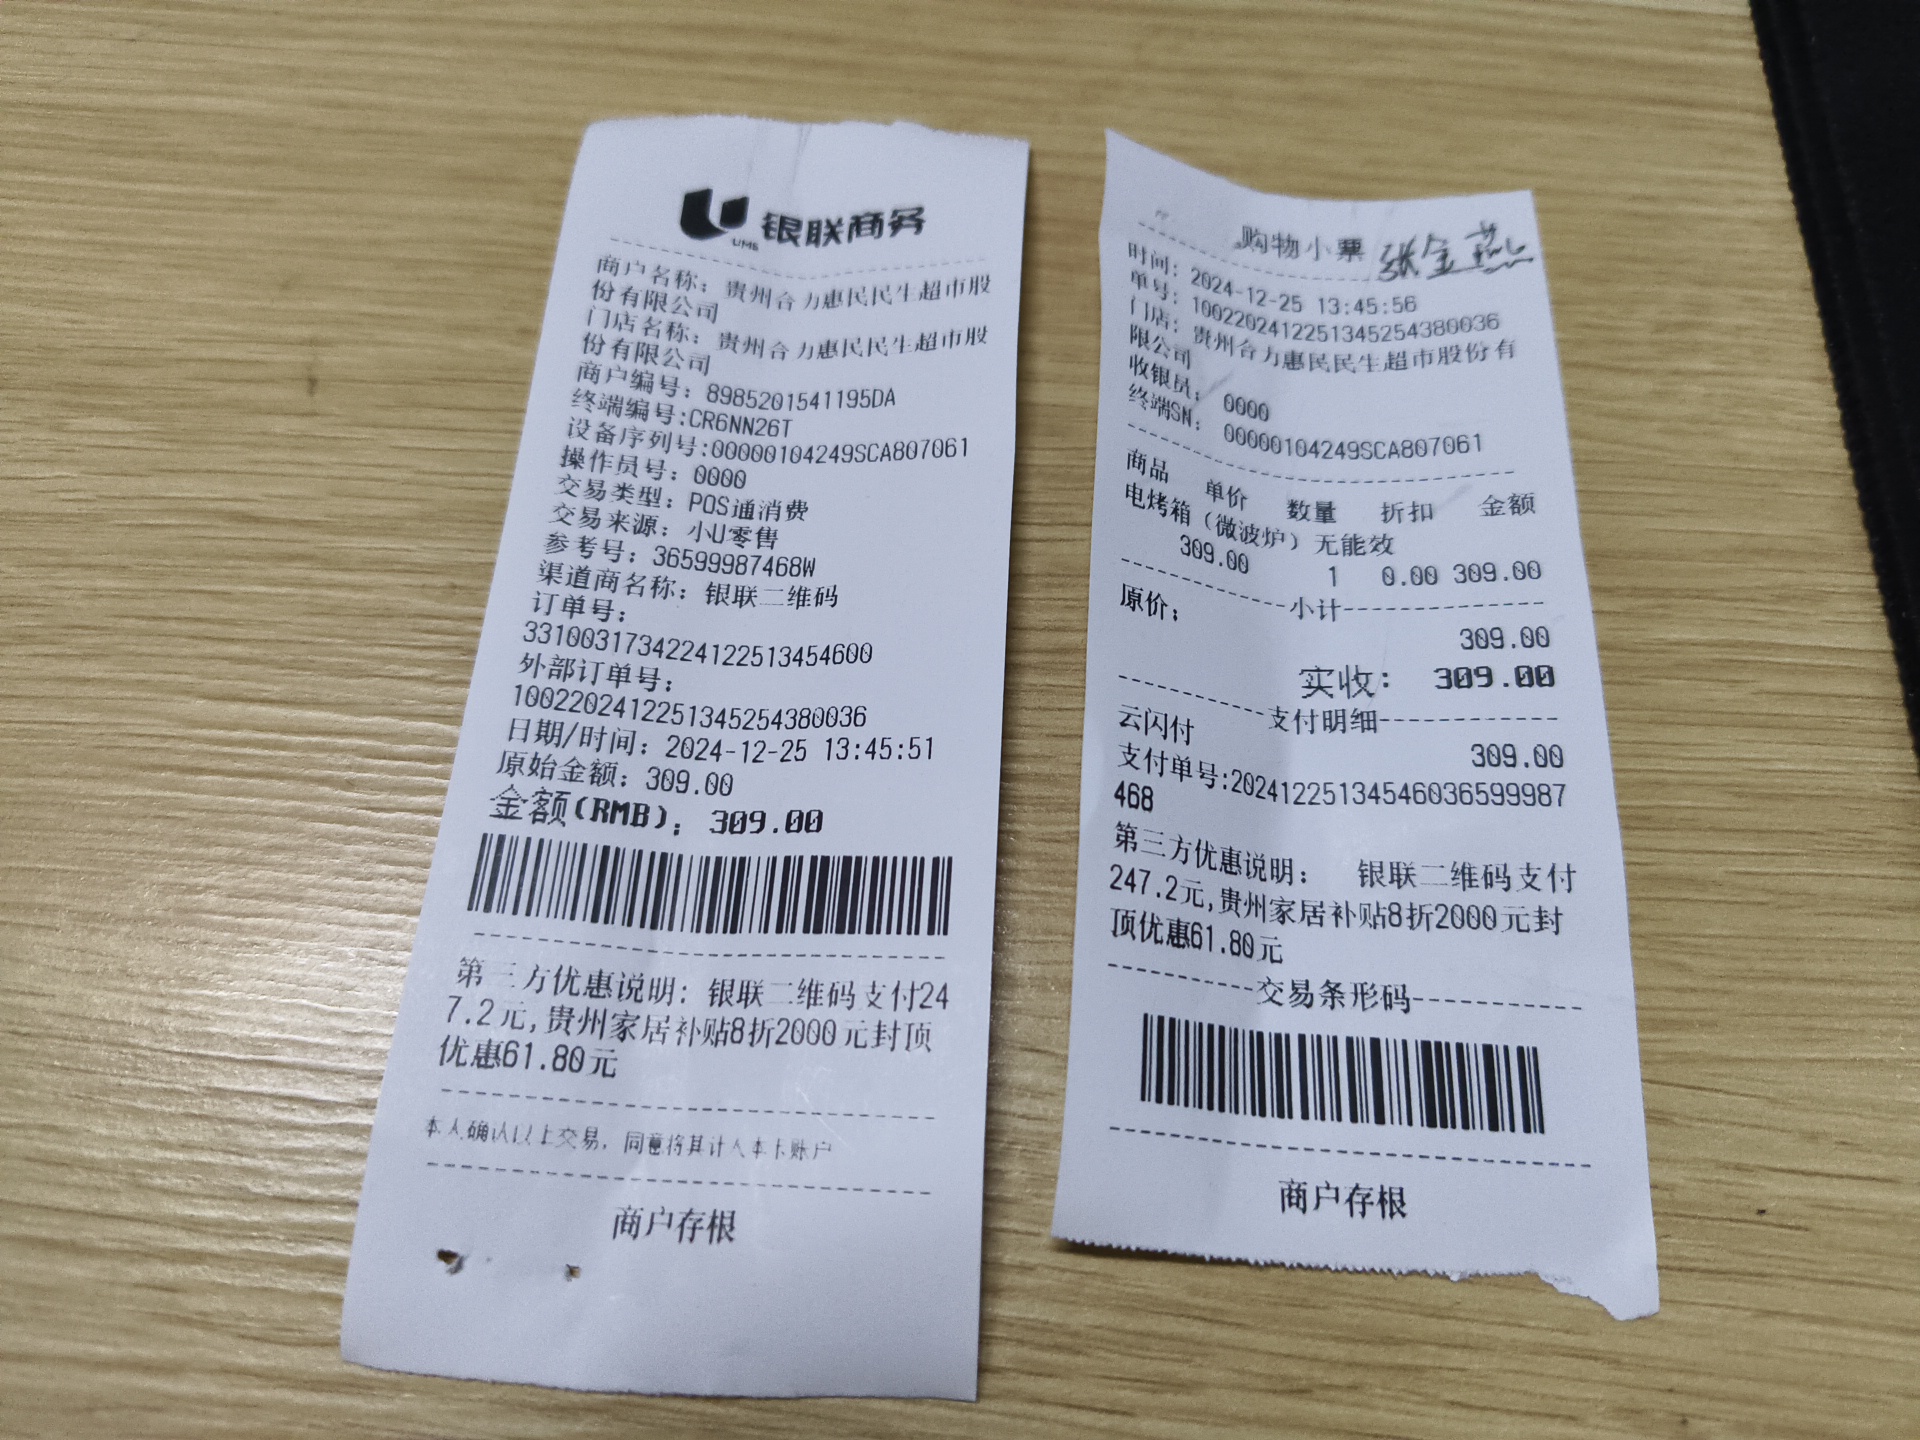 UMS 银联商务
商户名称：贵州合力惠民民生超市股
份有限公司
门店名称：贵州合力惠民民生超市股
份有限公司
商户编号：8985201541195DA
终端编号:CR6NN26T
设备序列号:00000104249SCA807061
操作员号：0000
交易类型：POS通消费
交易来源：小U零售
参考号：36599987468W
渠道商名称：银联二维码
订单号：
33100317342241225​13454600
外部订单号：
10022024122513452543​80036
日期/时间：2024-12-25 13:45:51
原始金额：309.00
金额(RMB)：309.00
第三方优惠说明：银联二维码支付24
7.2元,贵州家居补贴8折2000元封顶
优惠61.80元
本人确认以上交易，同意将其计入本卡账户
商户存根
购物小票 张金燕
时间：2024-12-25 13:45:56
单号：1002202412251345254380036
门店：贵州合力惠民民生超市股份有
限公司
收银员：0000
终端SN：00000104249SCA807061
商品 单价 数量 折扣 金额
电烤箱（微波炉）无能效
309.00 1 0.00 309.00
小计
原价：309.00
实收：309.00
支付明细
云闪付 309.00
支付单号:20241225134546036599987
468
第三方优惠说明： 银联二维码支付
247.2元,贵州家居补贴8折2000元封
顶优惠61.80元
交易条形码
商户存根